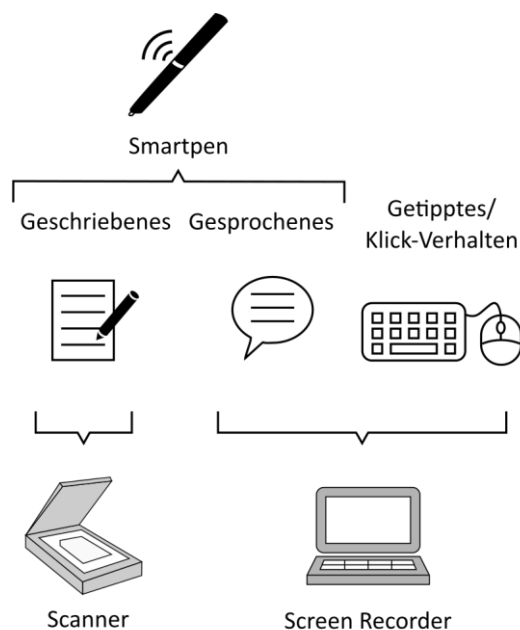 Smartpen
Geschriebenes
Gesprochenes
Getipptes/
Klick-Verhalten
Scanner
Screen Recorder